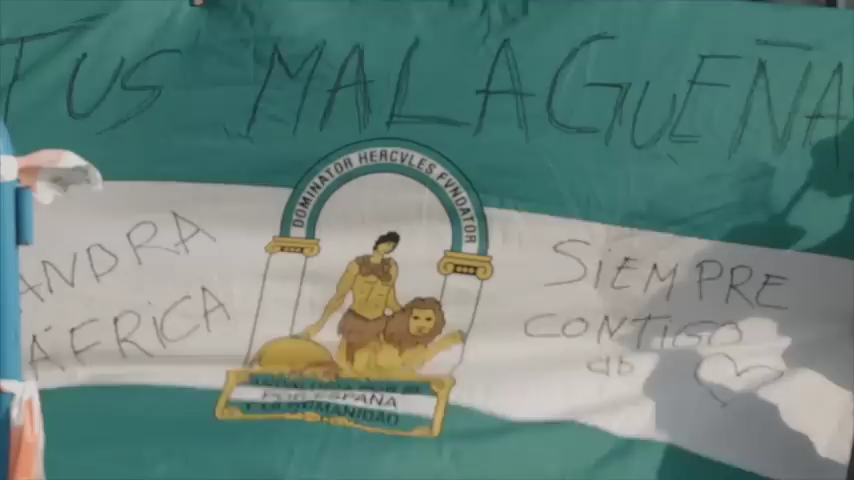 TUS MALAGUEÑA
DOMINATOR HERCVLES FVNDATOR
ANDRA
ÁFRICA
SIEMPRE
CONTIGO
POR ESPAÑA
Y LA HUMANIDAD